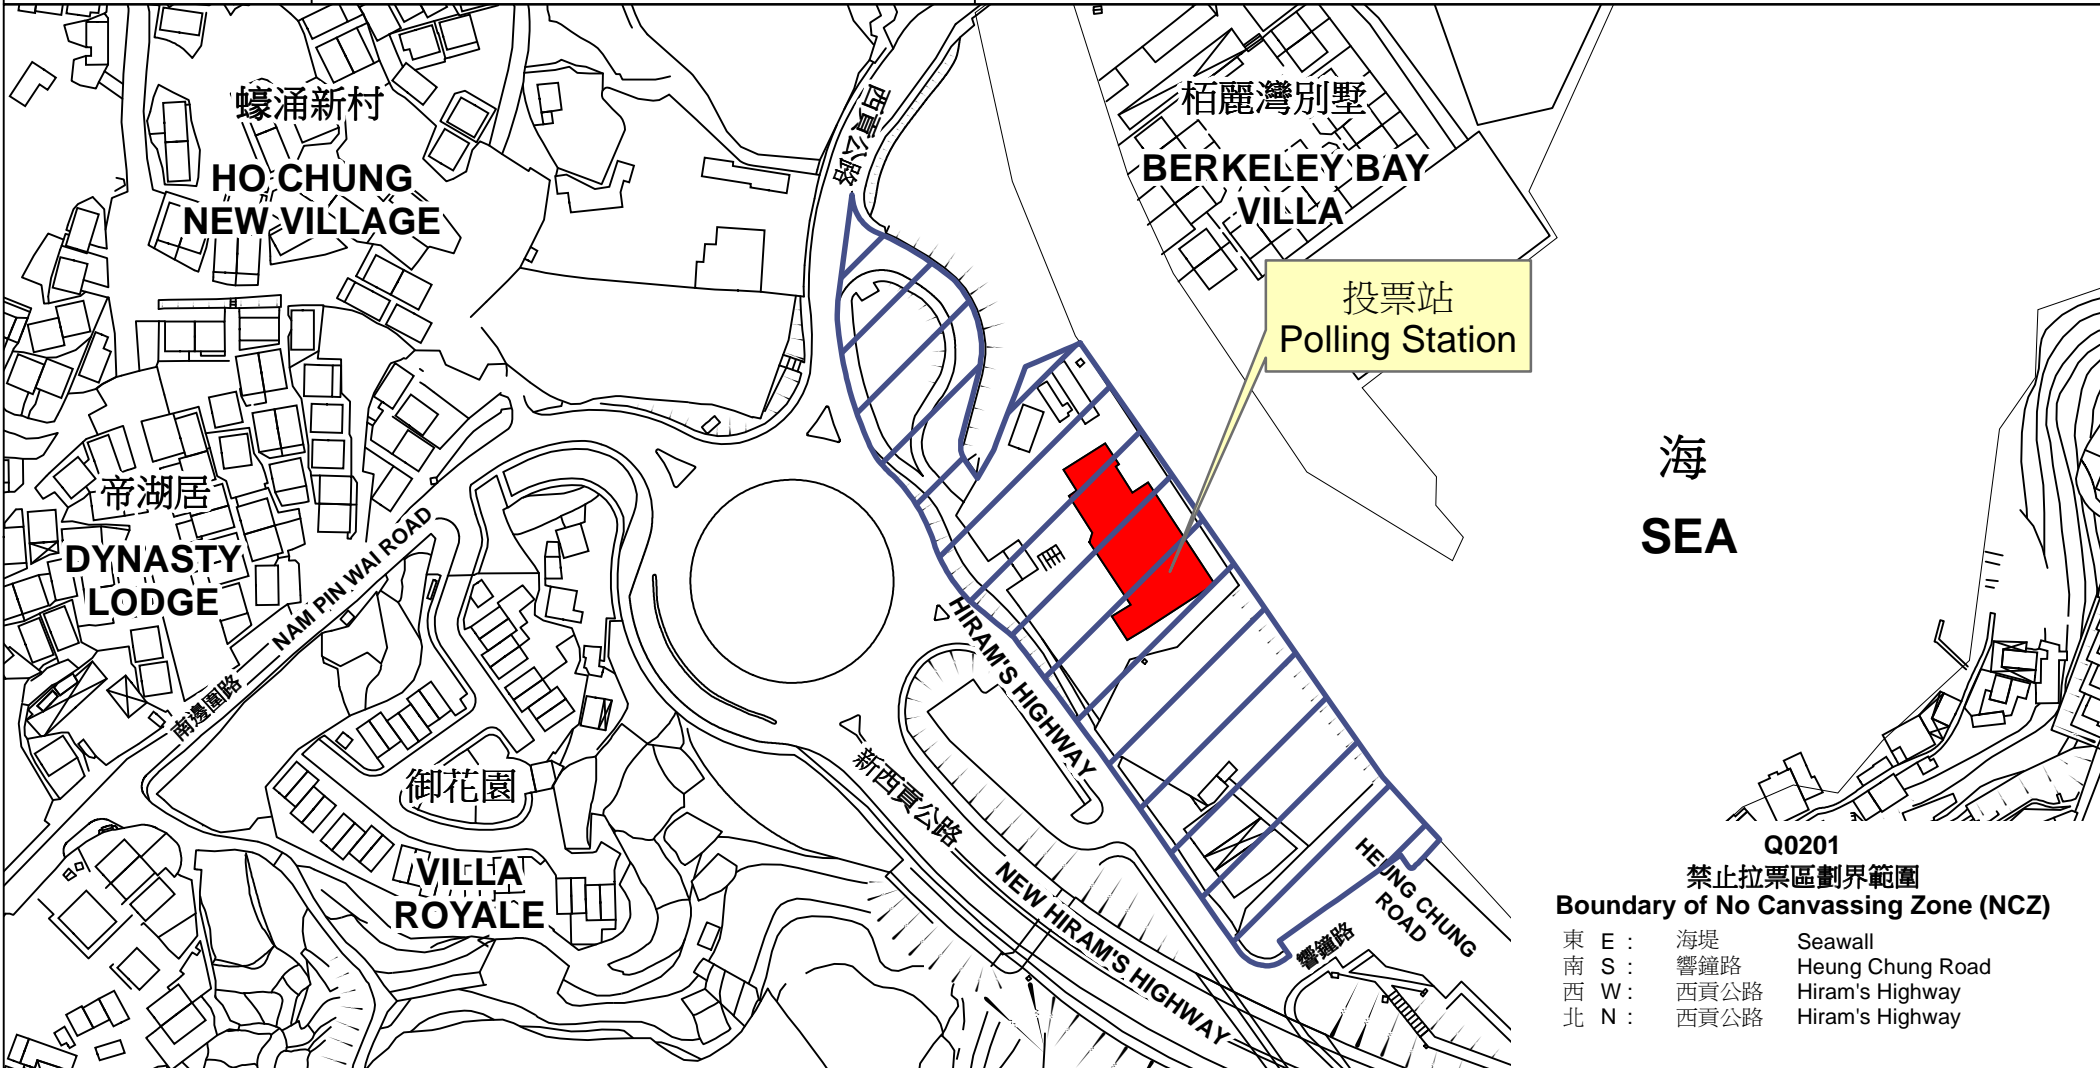 蠔涌新村
HO CHUNG
NEW VILLAGE
西貢公路
栢麗灣別墅
BERKELEY BAY
VILLA
投票站
Polling Station
海
SEA
帝湖居
DYNASTY
LODGE
NAM PIN WAI ROAD
南邊圍路
御花園
VILLA
ROYALE
HIRAM'S HIGHWAY
新西貢公路
NEW HIRAM'S HIGHWAY
HEUNG CHUNG
ROAD
響鐘路
Q0201
禁止拉票區劃界範圍
Boundary of No Canvassing Zone (NCZ)
東 E : 海堤 Seawall
南 S : 響鐘路 Heung Chung Road
西 W : 西貢公路 Hiram's Highway
北 N : 西貢公路 Hiram's Highway